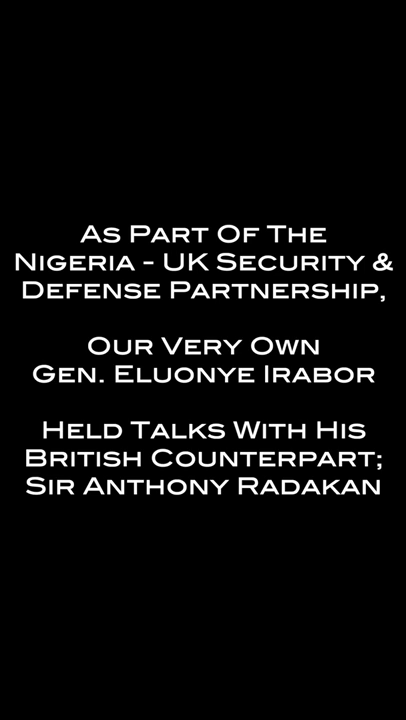 As Part Of The
Nigeria - UK Security &
Defense Partnership,
Our Very Own
Gen. Eluonye Irabor
Held Talks With His
British Counterpart;
Sir Anthony Radakan